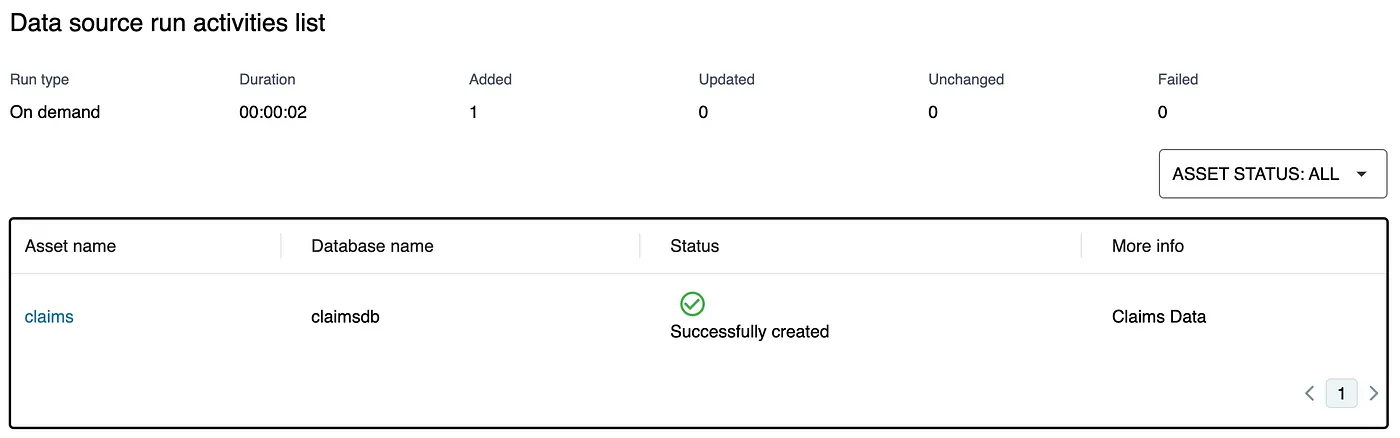 Data source run activities list
Run type Duration Added Updated Unchanged Failed
On demand 00:00:02 1 0 0 0
ASSET STATUS: ALL
Asset name Database name Status More info
claims claimsdb Successfully created Claims Data
1